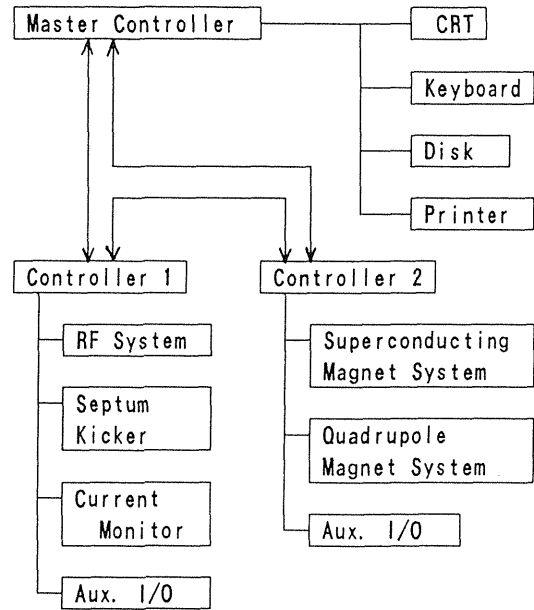 Master Controller
CRT
Keyboard
Disk
Printer
Controller 1
Controller 2
RF System
Septum
Kicker
Current
Monitor
Aux. I/O
Superconducting
Magnet System
Quadrupole
Magnet System
Aux. I/O